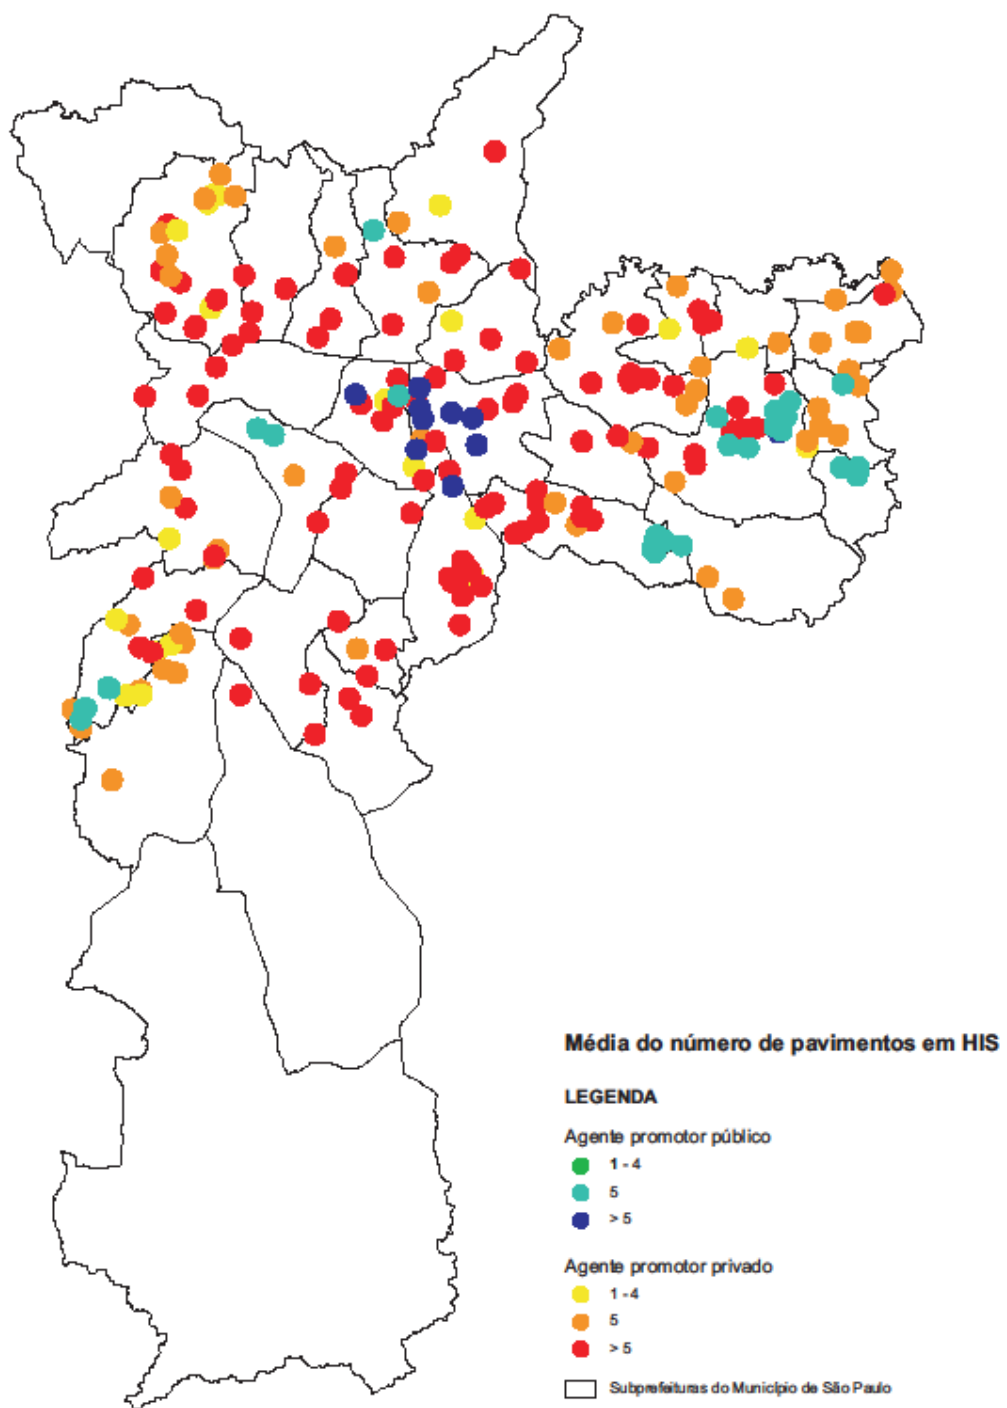 Média do número de pavimentos em HIS
LEGENDA
Agente promotor público
1 - 4
5
> 5
Agente promotor privado
1 - 4
5
> 5
Subprefeituras do Município de São Paulo